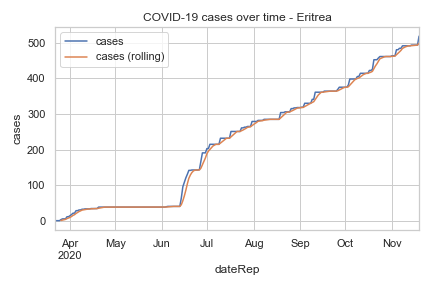 COVID-19 cases over time - Eritrea
cases
cases (rolling)
500
400
300
200
100
0
cases
Apr
2020
May
Jun
Jul
Aug
Sep
Oct
Nov
dateRep